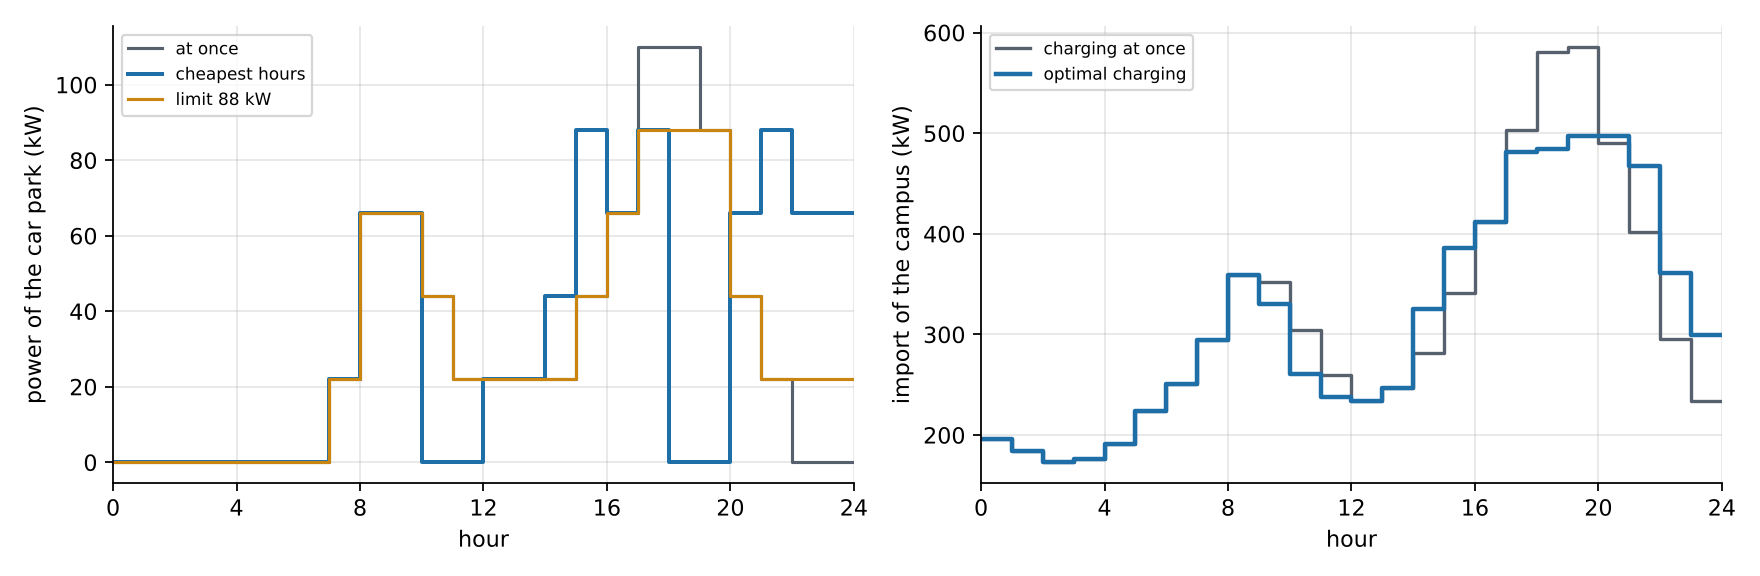 at once
cheapest hours
limit 88 kW
power of the car park (kW)
100
80
60
40
20
0
0 4 8 12 16 20 24
hour
charging at once
optimal charging
import of the campus (kW)
600
500
400
300
200
0 4 8 12 16 20 24
hour